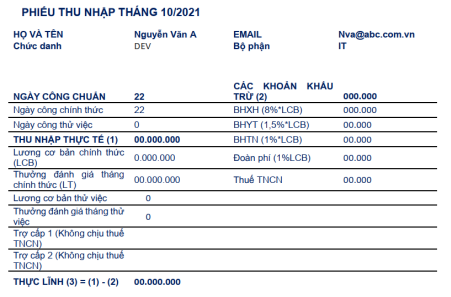 PHIẾU THU NHẬP THÁNG 10/2021
HỌ VÀ TÊN Nguyễn Văn A EMAIL Nva@abc.com.vn
Chức danh DEV Bộ phận IT
NGÀY CÔNG CHUẨN 22 CÁC KHOẢN KHẤU TRỪ (2) 000.000
Ngày công chính thức 22 BHXH (8%*LCB) 000.000
Ngày công thử việc 0 BHYT (1,5%*LCB) 00.000
THU NHẬP THỰC TẾ (1) 00.000.000 BHTN (1%*LCB) 00.000
Lương cơ bản chính thức (LCB) 0.000.000 Đoàn phí (1%LCB) 00.000
Thưởng đánh giá tháng chính thức (LT) 00.000.000 Thuế TNCN 00.000
Lương cơ bản thử việc 0
Thưởng đánh giá tháng thử việc 0
Trợ cấp 1 (Không chịu thuế TNCN)
Trợ cấp 2 (Không chịu thuế TNCN)
THỰC LĨNH (3) = (1) - (2) 00.000.000